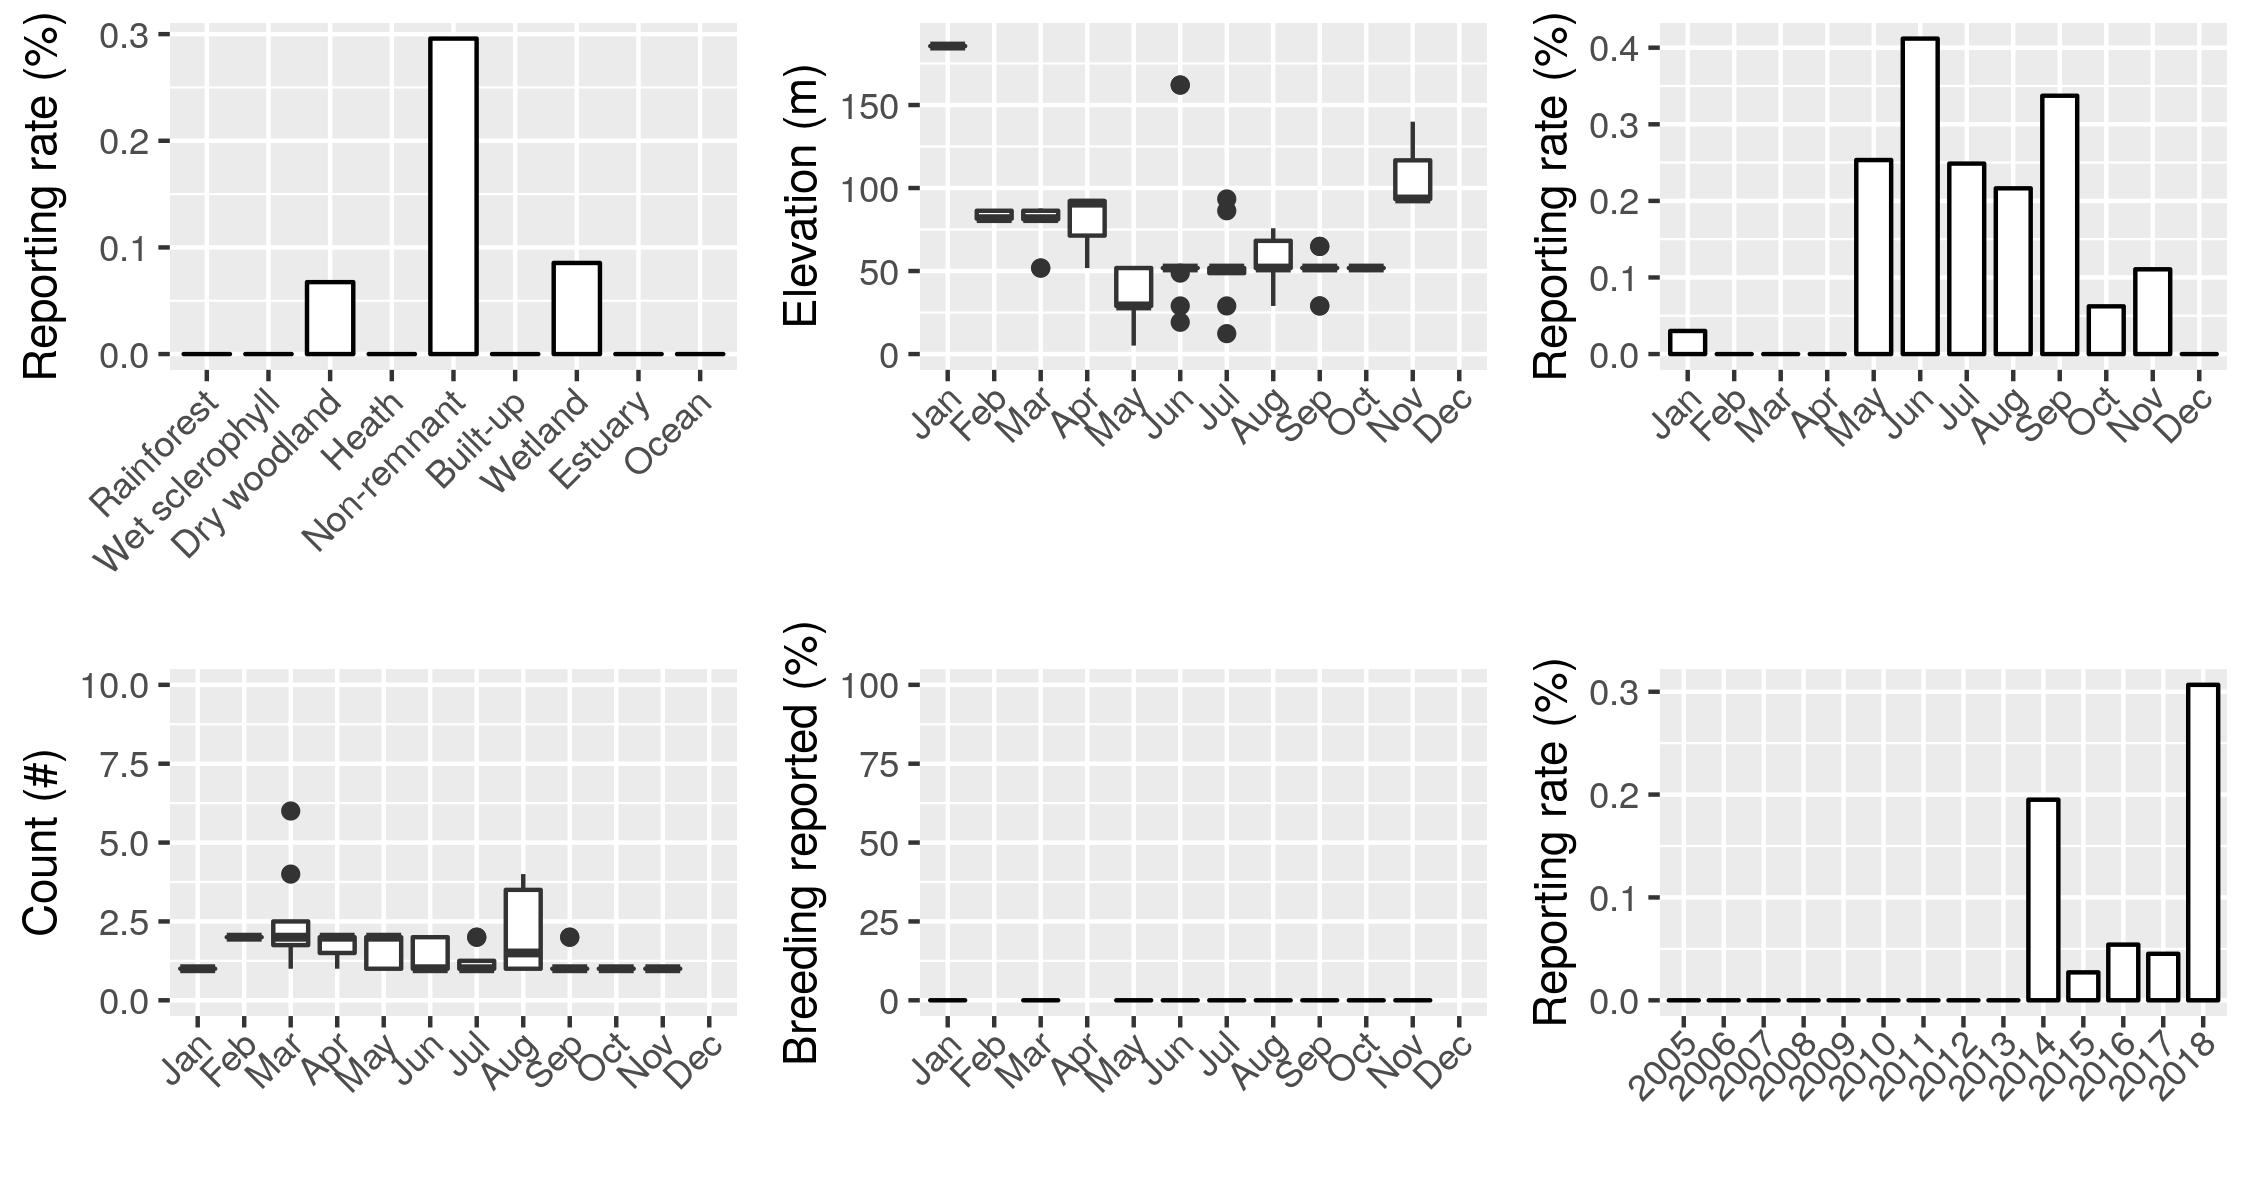 Reporting rate (%)
0.3
0.2
0.1
0.0
Rainforest
Wet sclerophyll
Dry woodland
Heath
Non-remnant
Built-up
Wetland
Estuary
Ocean
Elevation (m)
150
100
50
0
Jan Feb Mar Apr May Jun Jul Aug Sep Oct Nov Dec
Reporting rate (%)
0.4
0.3
0.2
0.1
0.0
Jan Feb Mar Apr May Jun Jul Aug Sep Oct Nov Dec
Count (#)
10.0
7.5
5.0
2.5
0.0
Jan Feb Mar Apr May Jun Jul Aug Sep Oct Nov Dec
Breeding reported (%)
100
75
50
25
0
Jan Feb Mar Apr May Jun Jul Aug Sep Oct Nov Dec
Reporting rate (%)
0.3
0.2
0.1
0.0
2005 2006 2007 2008 2009 2010 2011 2012 2013 2014 2015 2016 2017 2018